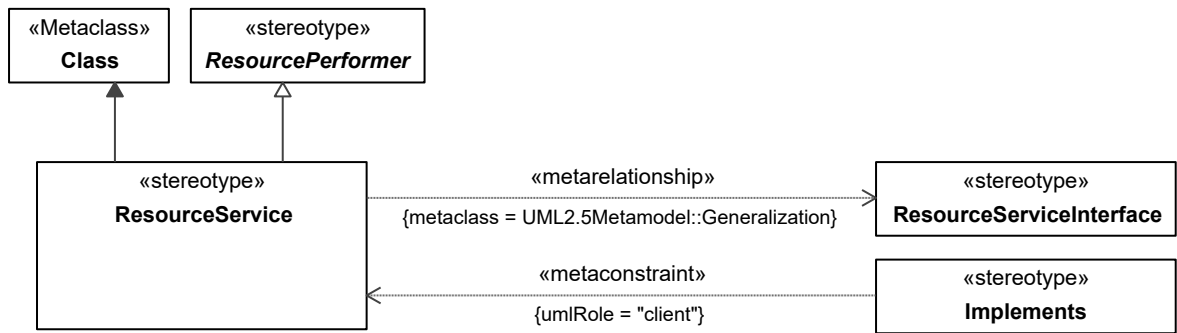 «Metaclass»
Class
«stereotype»
ResourcePerformer
«stereotype»
ResourceService
«metarelationship»
{metaclass = UML2.5Metamodel::Generalization}
«stereotype»
ResourceServiceInterface
«metaconstraint»
{umlRole = "client"}
«stereotype»
Implements